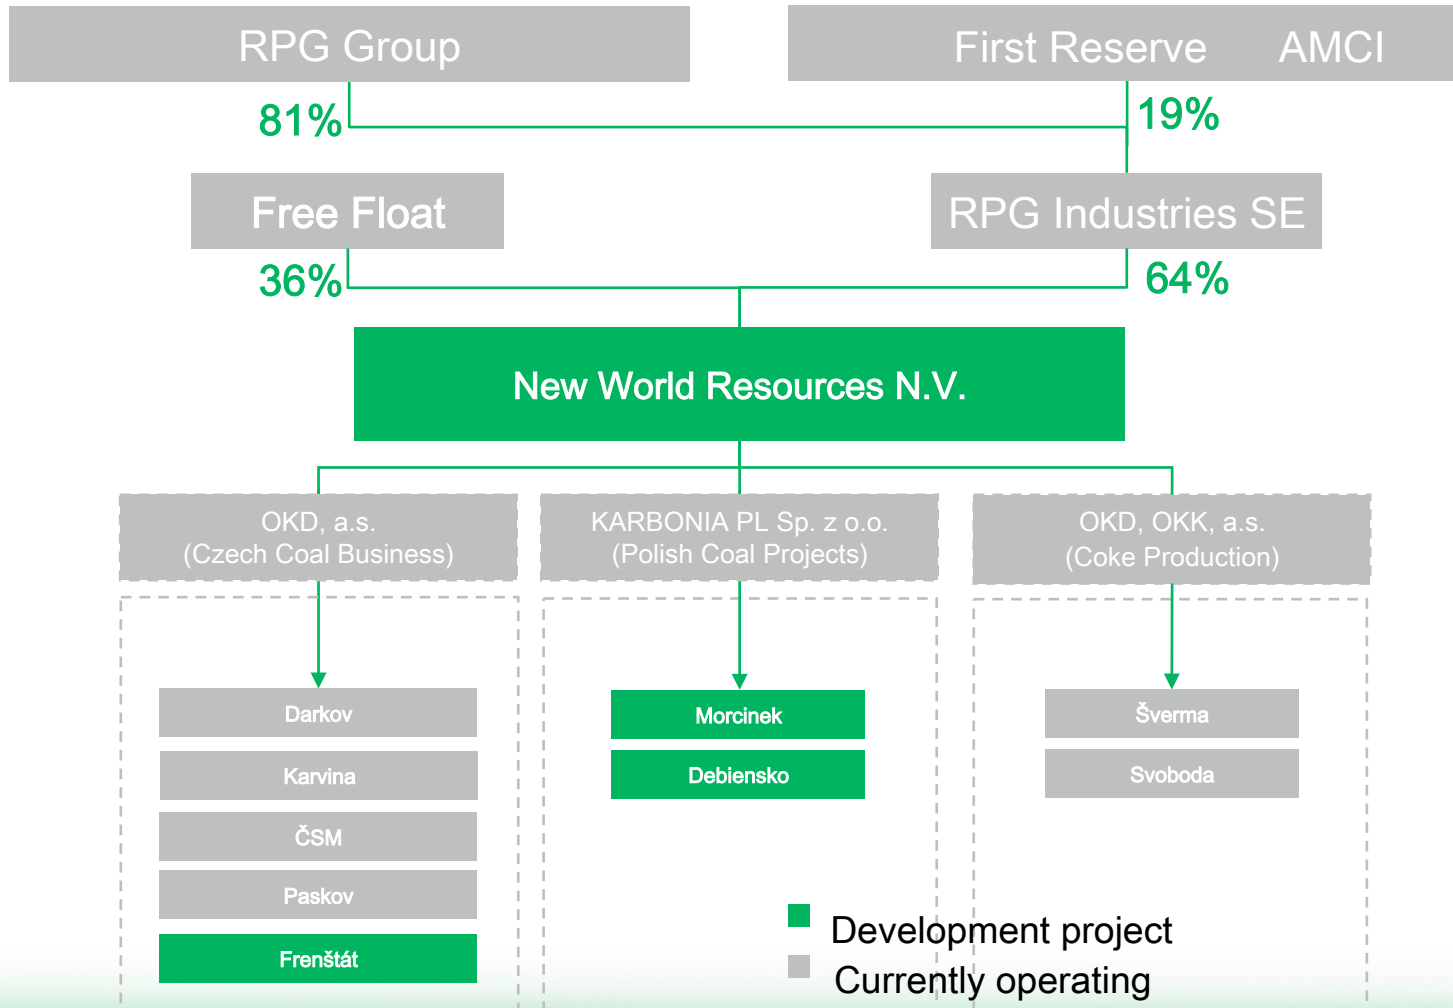 RPG Group
First Reserve AMCI
81%
19%
Free Float
RPG Industries SE
36%
64%
New World Resources N.V.
OKD, a.s.
(Czech Coal Business)
KARBONIA PL Sp. z o.o.
(Polish Coal Projects)
OKD, OKK, a.s.
(Coke Production)
Darkov
Karvina
ČSM
Paskov
Frenštát
Morcinek
Debiensko
Šverma
Svoboda
Development project
Currently operating